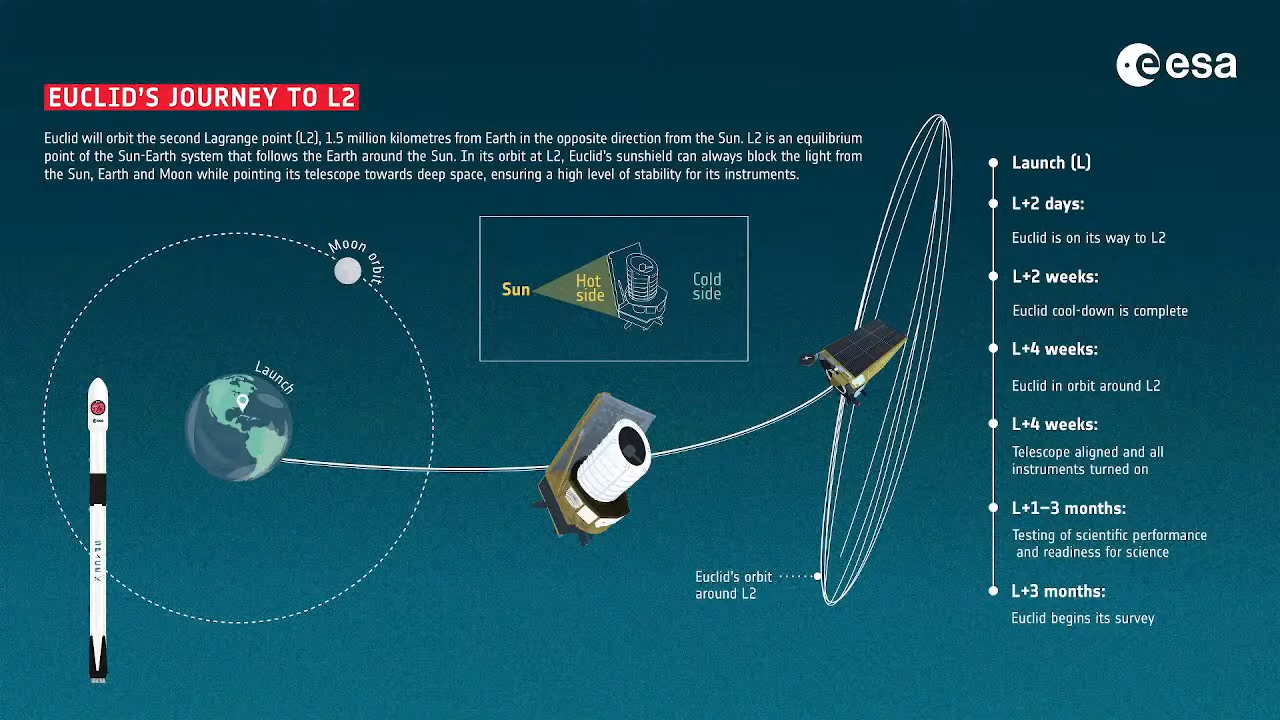 esa
EUCLID'S JOURNEY TO L2
Euclid will orbit the second Lagrange point (L2), 1.5 million kilometres from Earth in the opposite direction from the Sun. L2 is an equilibrium
point of the Sun-Earth system that follows the Earth around the Sun. In its orbit at L2, Euclid's sunshield can always block the light from
the Sun, Earth and Moon while pointing its telescope towards deep space, ensuring a high level of stability for its instruments.
Moon orbit
Launch
Sun
Hot
side
Cold
side
Euclid's orbit
around L2
esa
SPACEX
Launch (L)
L+2 days:
Euclid is on its way to L2
L+2 weeks:
Euclid cool-down is complete
L+4 weeks:
Euclid in orbit around L2
L+4 weeks:
Telescope aligned and all
instruments turned on
L+1–3 months:
Testing of scientific performance
and readiness for science
L+3 months:
Euclid begins its survey